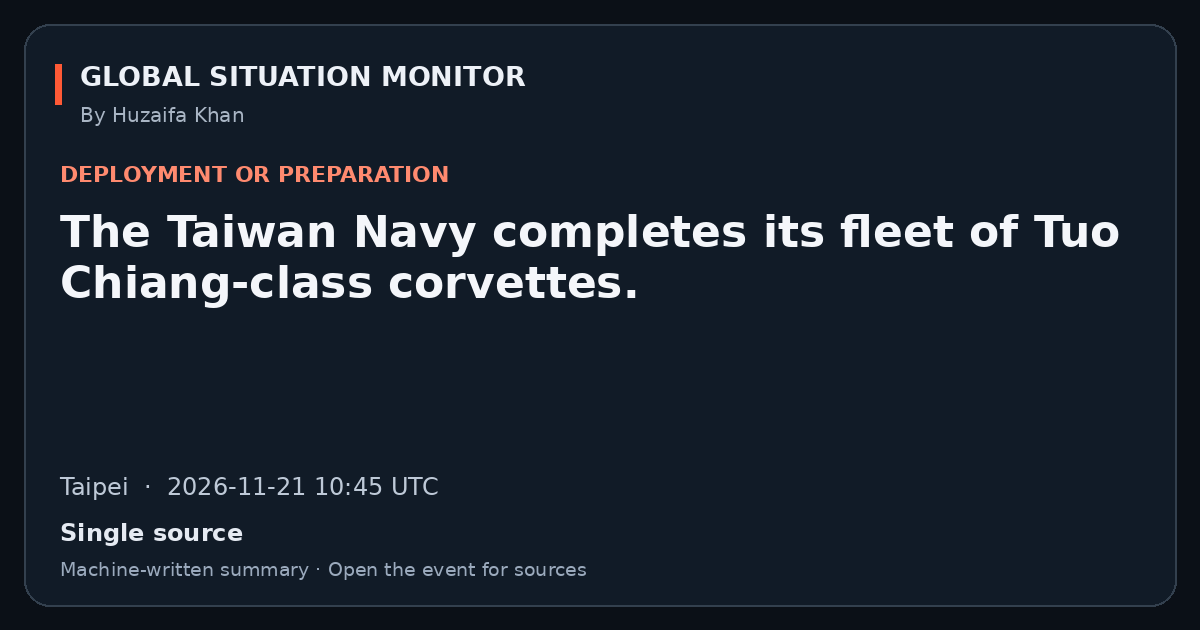 GLOBAL SITUATION MONITOR
By Huzaifa Khan
DEPLOYMENT OR PREPARATION
The Taiwan Navy completes its fleet of Tuo
Chiang-class corvettes.
Taipei · 2026-11-21 10:45 UTC
Single source
Machine-written summary · Open the event for sources